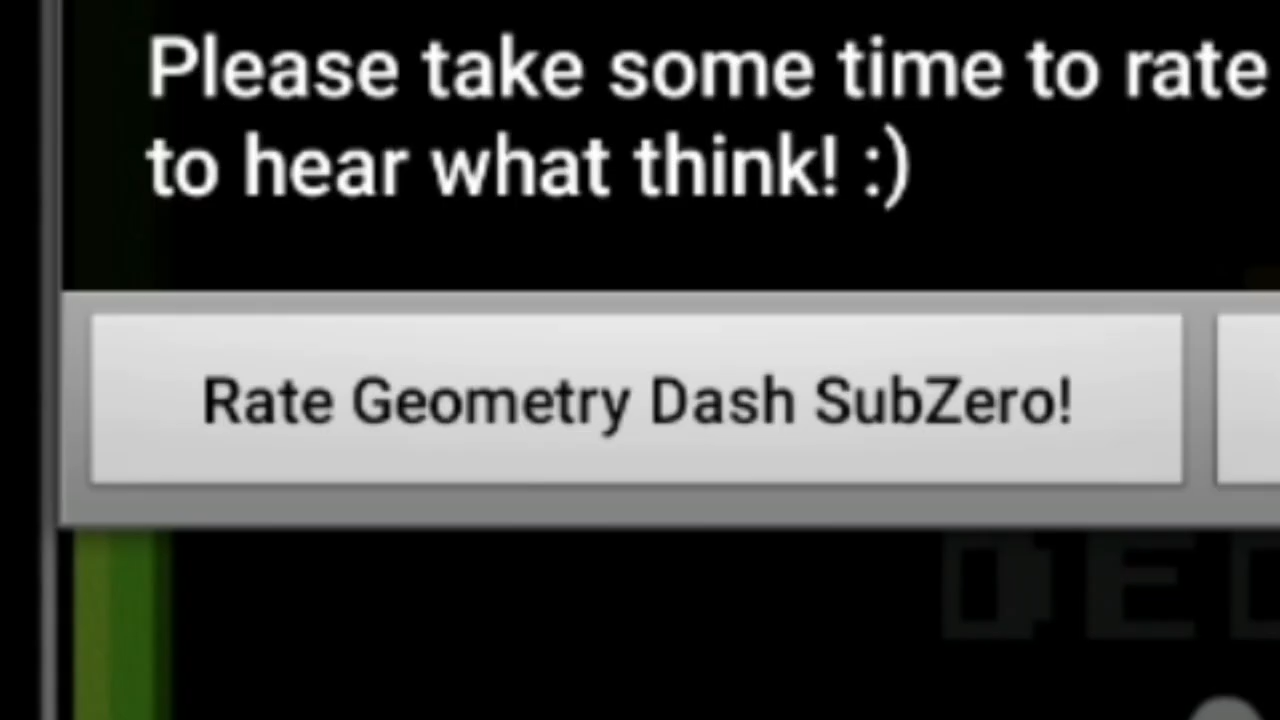 Please take some time to rate
to hear what think! :)
Rate Geometry Dash SubZero!